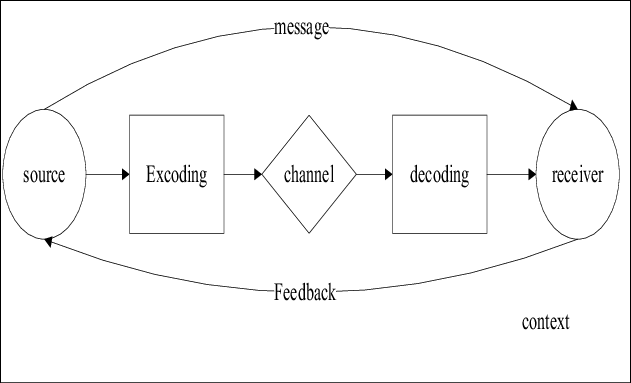 message
source
Excoding
channel
decoding
receiver
Feedback
context